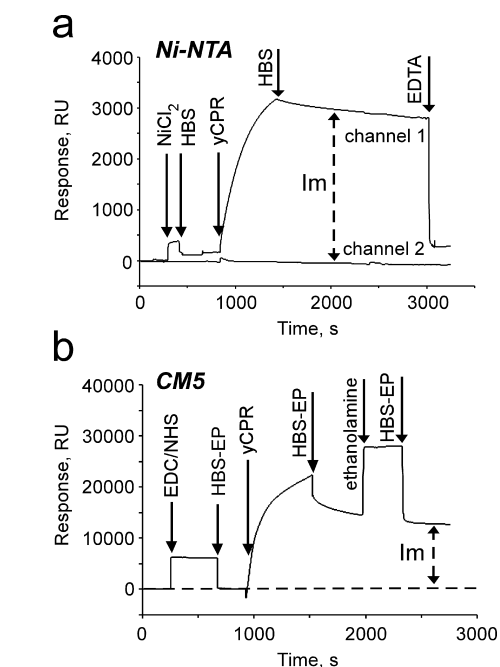 a
Ni-NTA
Response, RU
4000
3000
2000
1000
0
NiCl2
HBS
yCPR
HBS
EDTA
channel 1
Im
channel 2
0
1000
2000
3000
Time, s
b
CM5
Response, RU
40000
30000
20000
10000
0
EDC/NHS
HBS-EP
yCPR
HBS-EP
ethanolamine
HBS-EP
Im
0
1000
2000
3000
Time, s